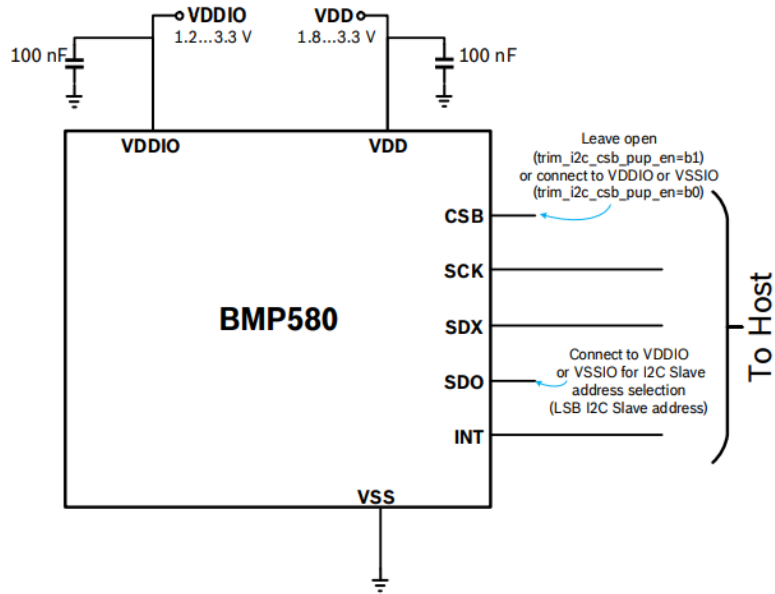 VDDIO
1.2...3.3 V
VDD
1.8...3.3 V
100 nF
100 nF
VDDIO
VDD
Leave open
(trim_i2c_csb_pup_en=b1)
or connect to VDDIO or VSSIO
(trim_i2c_csb_pup_en=b0)
CSB
SCK
BMP580
SDX
To Host
Connect to VDDIO
or VSSIO for I2C Slave
address selection
(LSB I2C Slave address)
SDO
INT
VSS